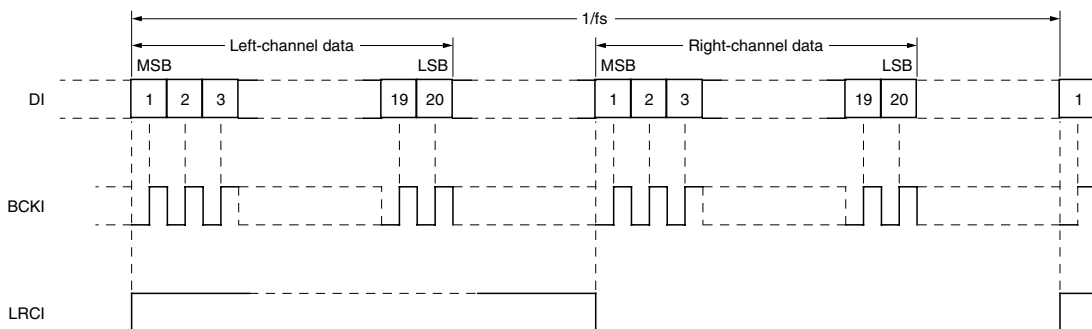 1/fs
Left-channel data Right-channel data
MSB LSB MSB LSB
DI 1 2 3 19 20 1 2 3 19 20 1
BCKI
LRCI